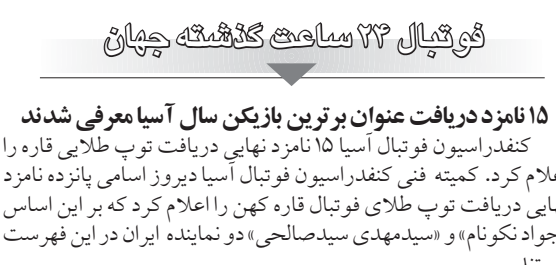 فوتبال ۲۴ ساعت گذشته جهان
۱۵ نامزد دریافت عنوان برترین بازیکن سال آسیا معرفی شدند
کنفدراسیون فوتبال آسیا ۱۵ نامزد نهایی دریافت توپ طلایی قاره را
علام کرد. کمیته فنی کنفدراسیون فوتبال آسیا دیروز اسامی پانزده نامزد
هایی دریافت توپ طلای فوتبال قاره کهن را اعلام کرد که بر این اساس
جواد نکونام» و «سیدمهدی سیدصالحی» دو نماینده ایران در این فهرست